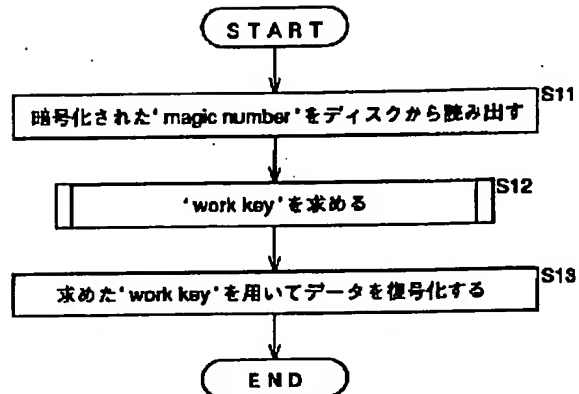 START
S11
暗号化された‘magic number’をディスクから読み出す
S12
‘work key’を求める
S13
求めた‘work key’を用いてデータを復号化する
END